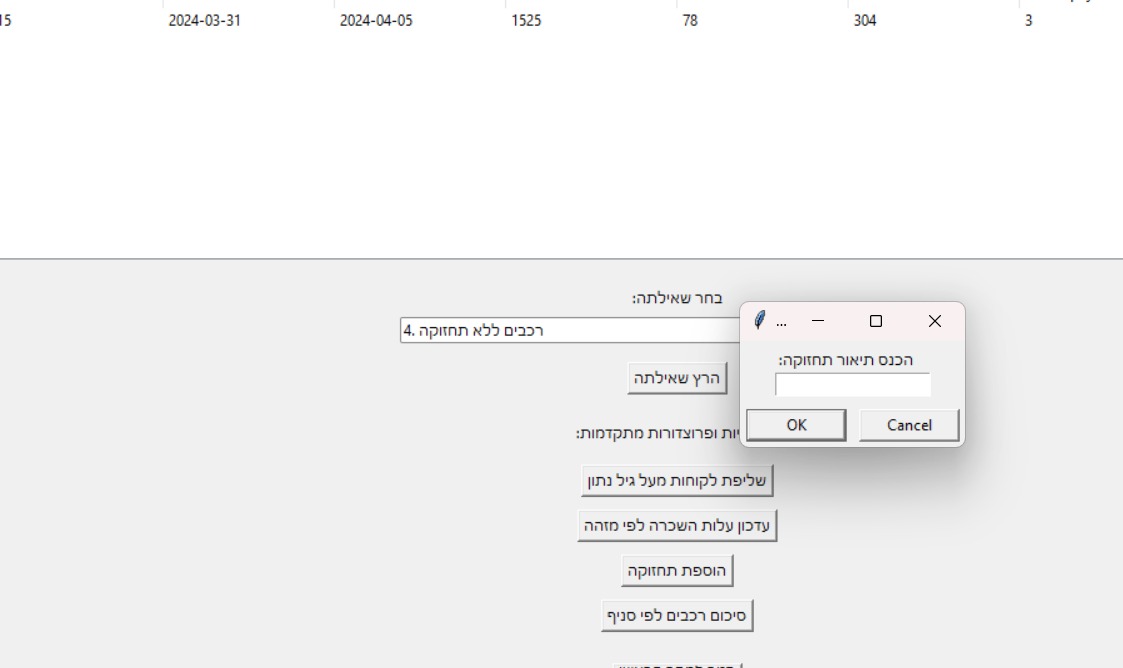 15 2024-03-31 2024-04-05 1525 78 304 3
בחר שאילתה:
4. רכבים ללא תחזוקה
...
הכנס תיאור תחזוקה:
הרץ שאילתה
OK Cancel
ופרוצדורות מתקדמות:
שליפת לקוחות מעל גיל נתון
עדכון עלות השכרה לפי מזהה
הוספת תחזוקה
סיכום רכבים לפי סניף